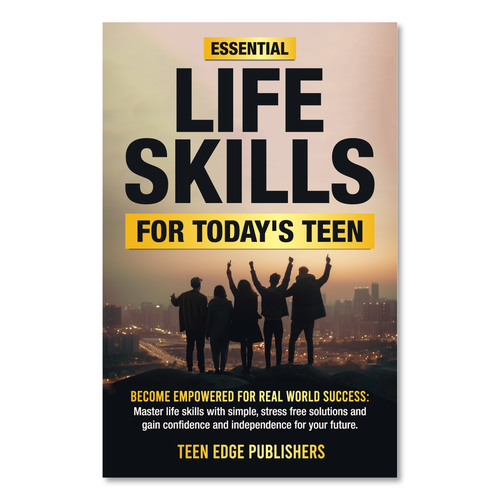 ESSENTIAL
LIFE
SKILLS
FOR TODAY'S TEEN
BECOME EMPOWERED FOR REAL WORLD SUCCESS:
Master life skills with simple, stress free solutions and
gain confidence and independence for your future.
TEEN EDGE PUBLISHERS